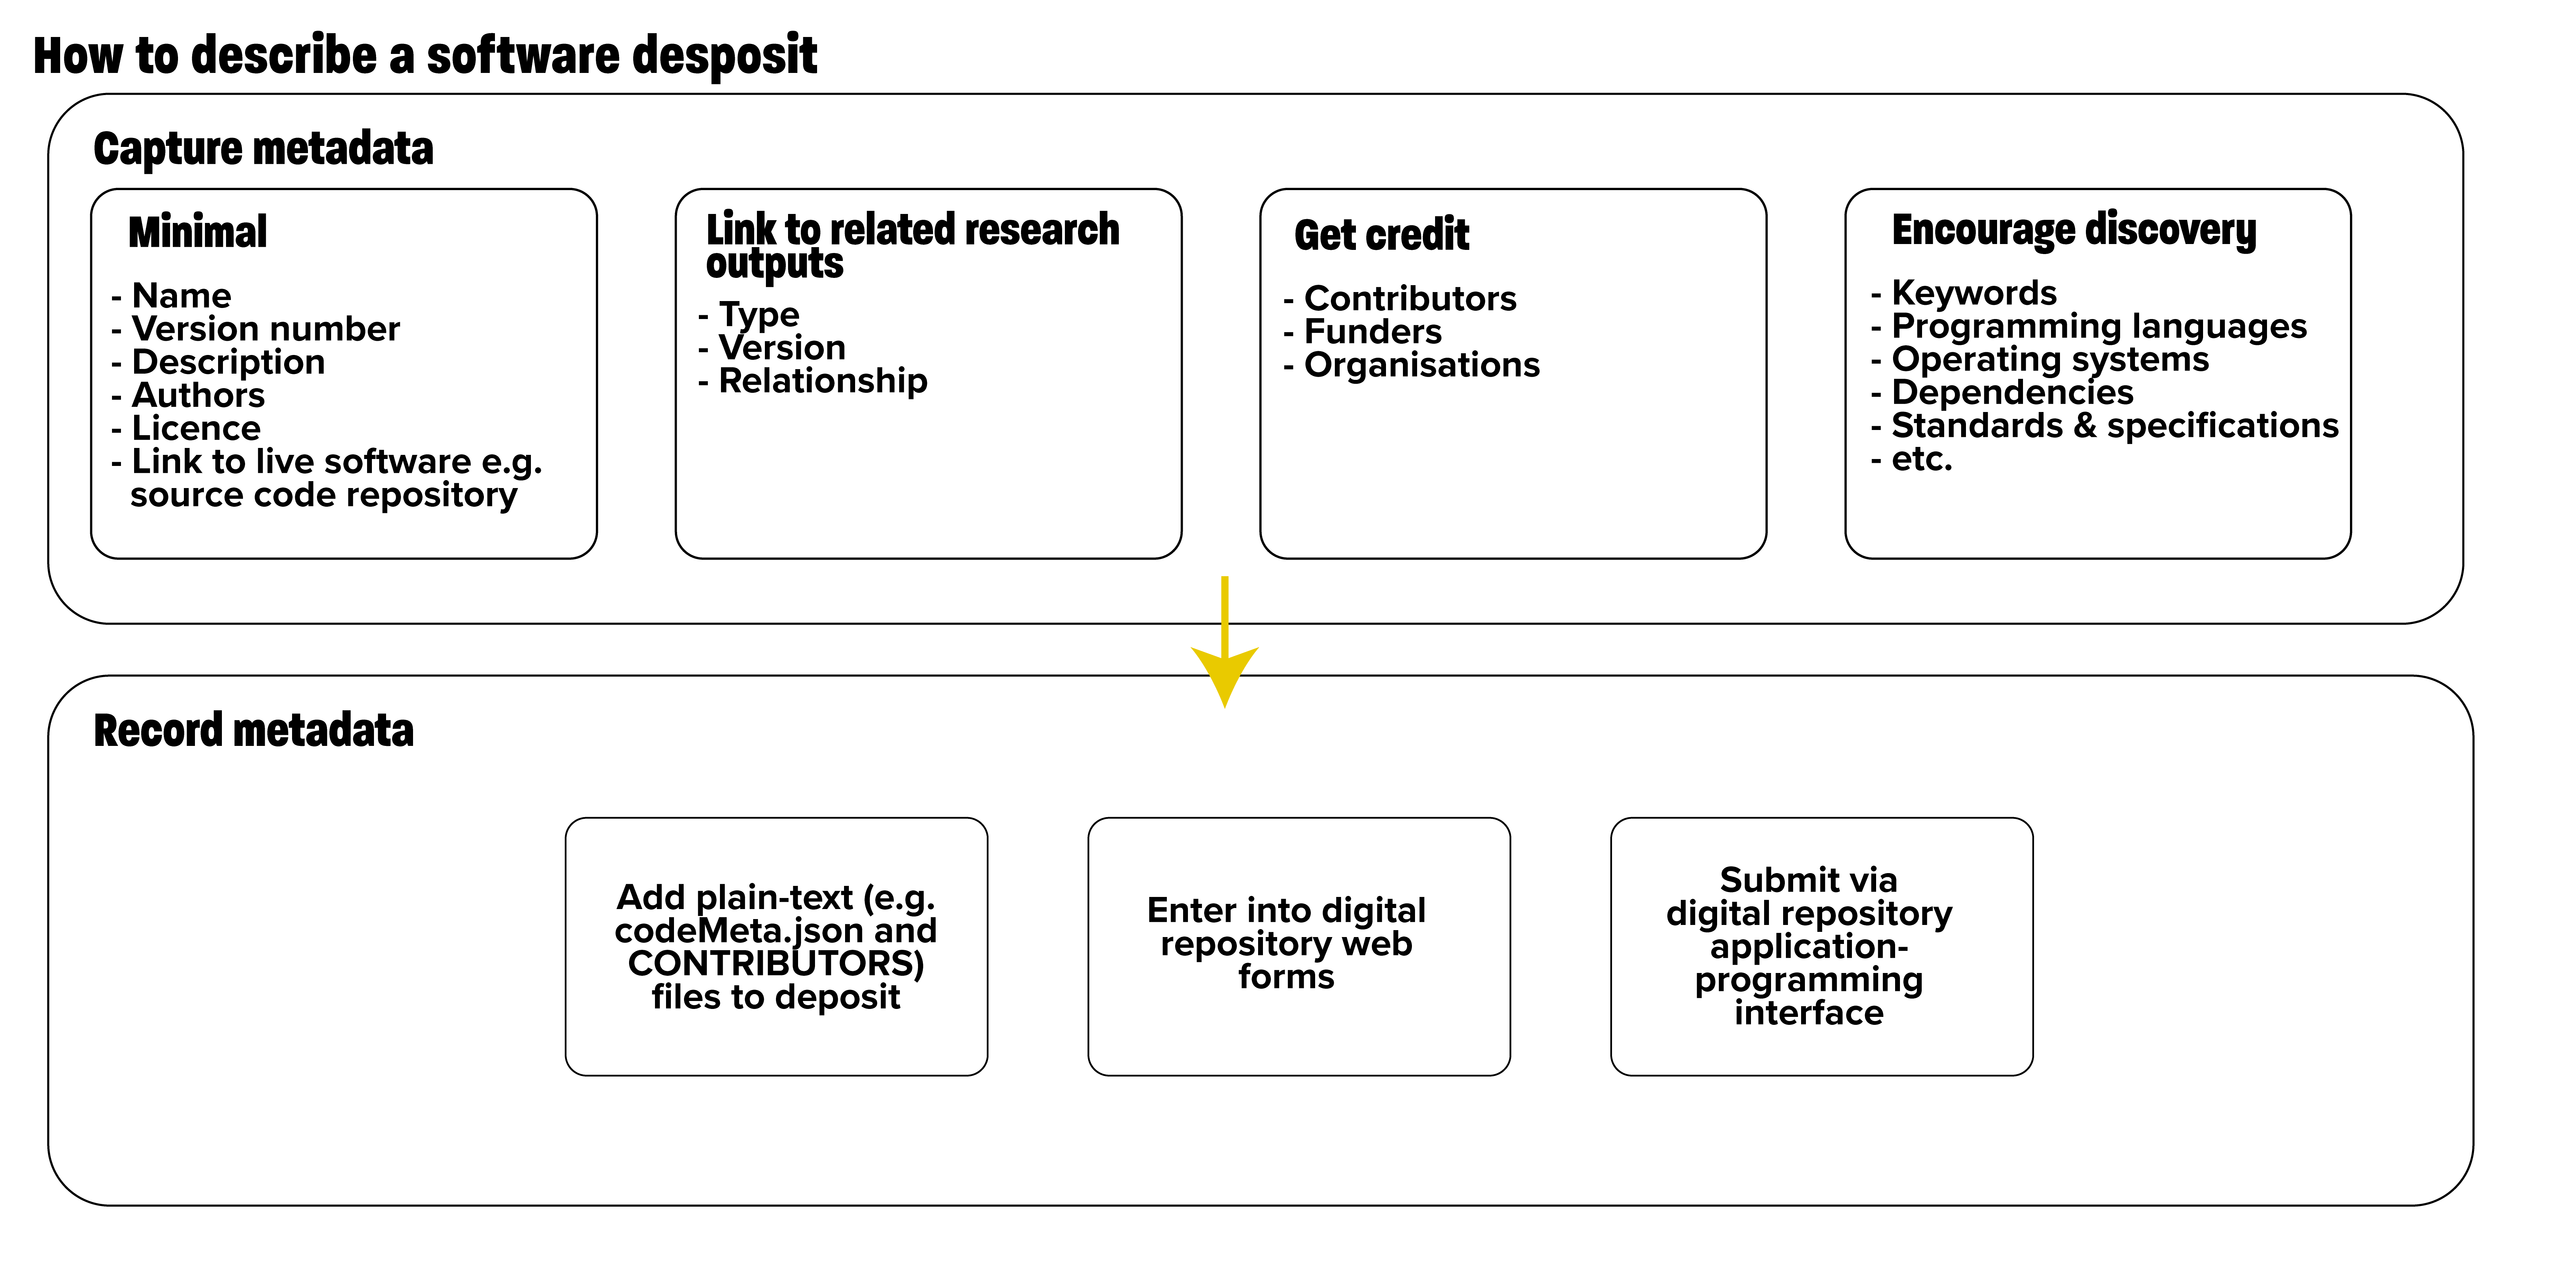 How to describe a software desposit
Capture metadata
Minimal
- Name
- Version number
- Description
- Authors
- Licence
- Link to live software e.g.
source code repository
Link to related research
outputs
- Type
- Version
- Relationship
Get credit
- Contributors
- Funders
- Organisations
Encourage discovery
- Keywords
- Programming languages
- Operating systems
- Dependencies
- Standards & specifications
- etc.
Record metadata
Add plain-text (e.g.
codeMeta.json and
CONTRIBUTORS)
files to deposit
Enter into digital
repository web
forms
Submit via
digital repository
application-
programming
interface